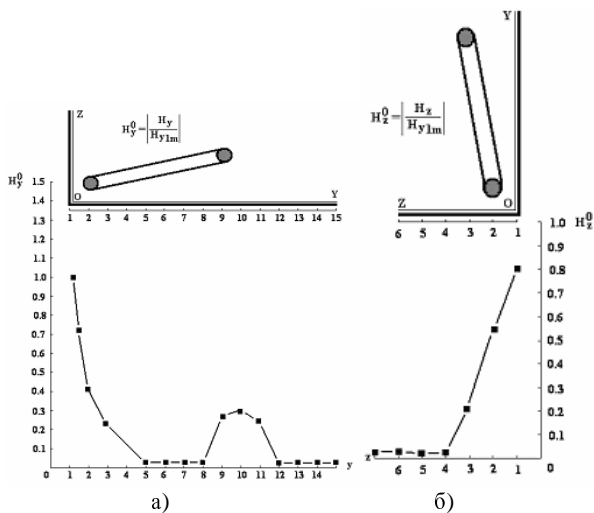 Z
H_y^0=|H_y/H_y1m|
O
Y
H_y^0
1 2 3 4 5 6 7 8 9 10 11 12 13 14 15
1.5
1.4
1.3
1.2
1.1
1.0
0.9
0.8
0.7
0.6
0.5
0.4
0.3
0.2
0.1
0 1 2 3 4 5 6 7 8 9 10 11 12 13 14 y
а)
Y
H_z^0=|H_z/H_y1m|
Z
O
6 5 4 3 2 1
1.0 H_z^0
0.9
0.8
0.7
0.6
0.5
0.4
0.3
0.2
0.1
z
6 5 4 3 2 1 0
б)